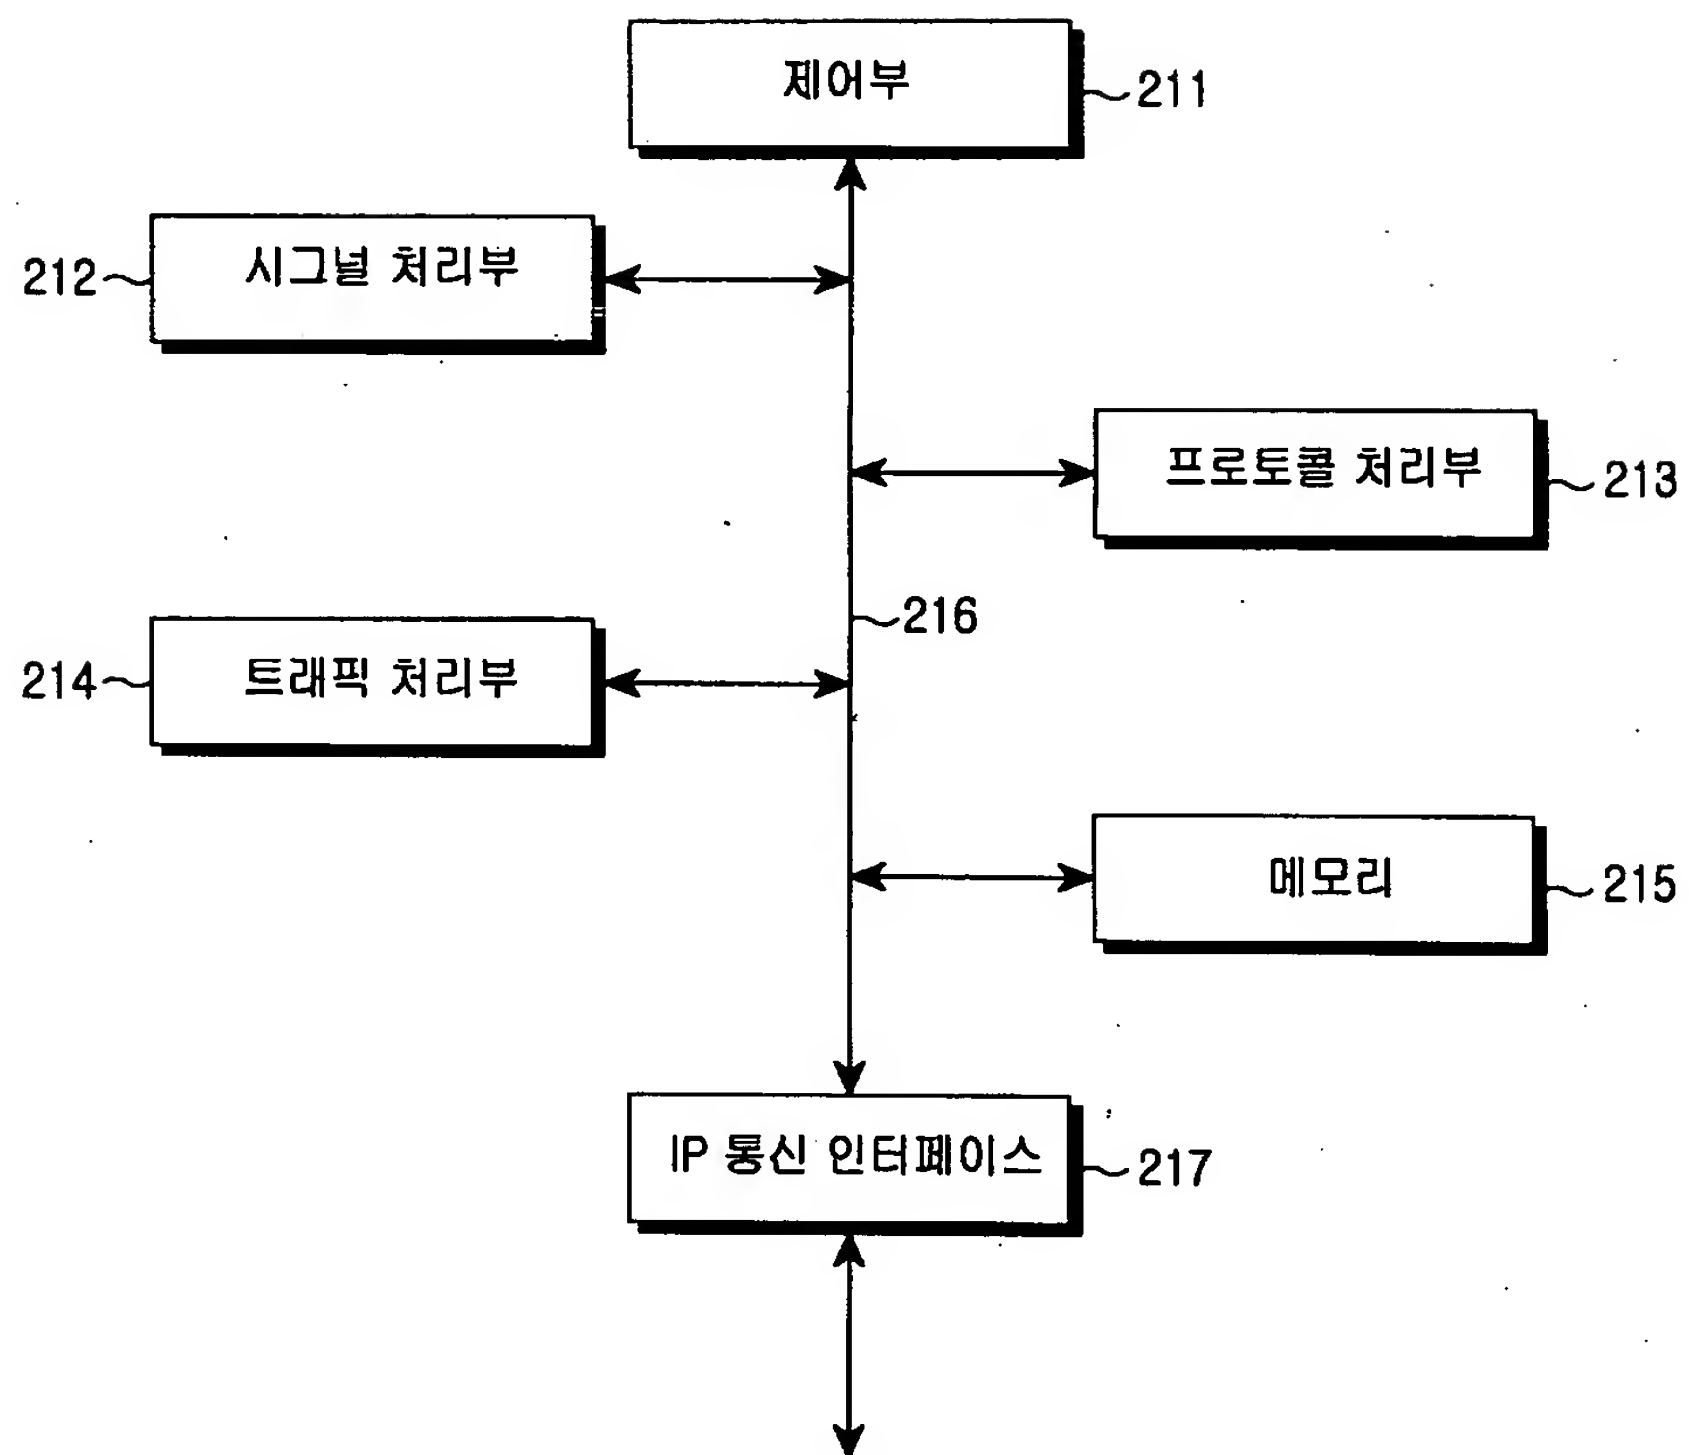 제어부
211
시그널 처리부
212
프로토콜 처리부
213
216
트래픽 처리부
214
메모리
215
IP 통신 인터페이스
217